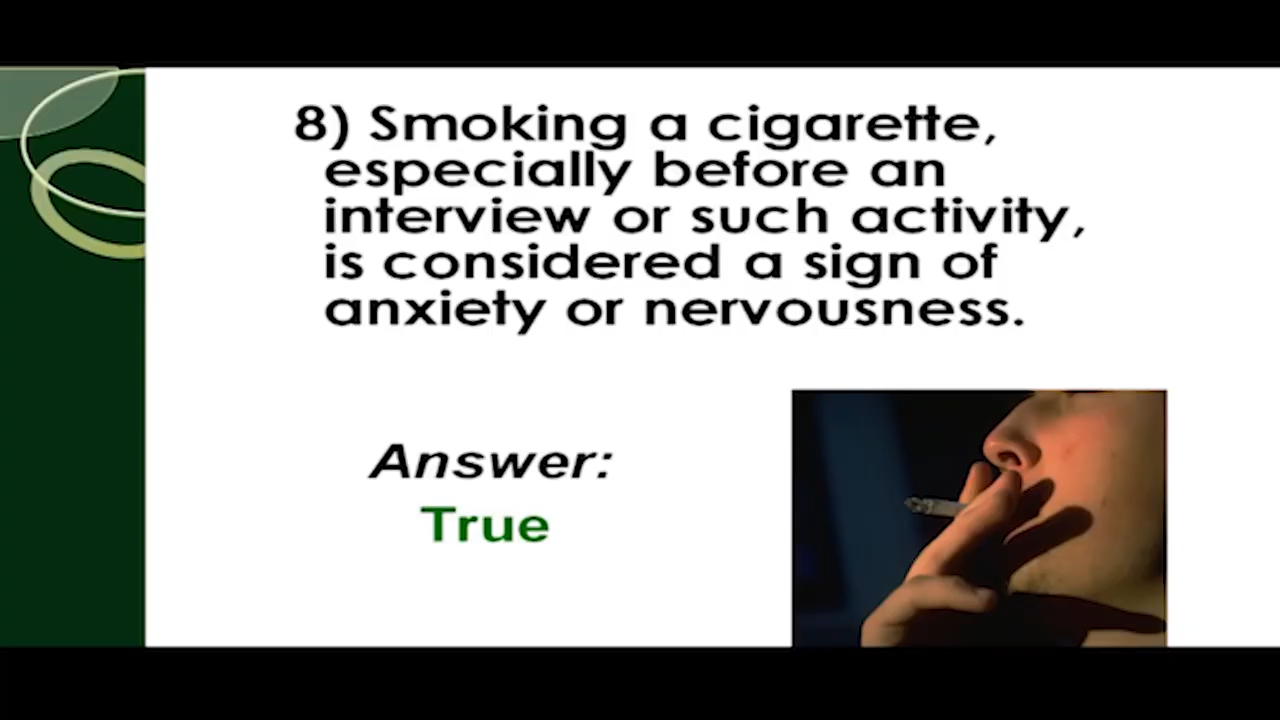 8) Smoking a cigarette,
especially before an
interview or such activity,
is considered a sign of
anxiety or nervousness.
Answer:
True